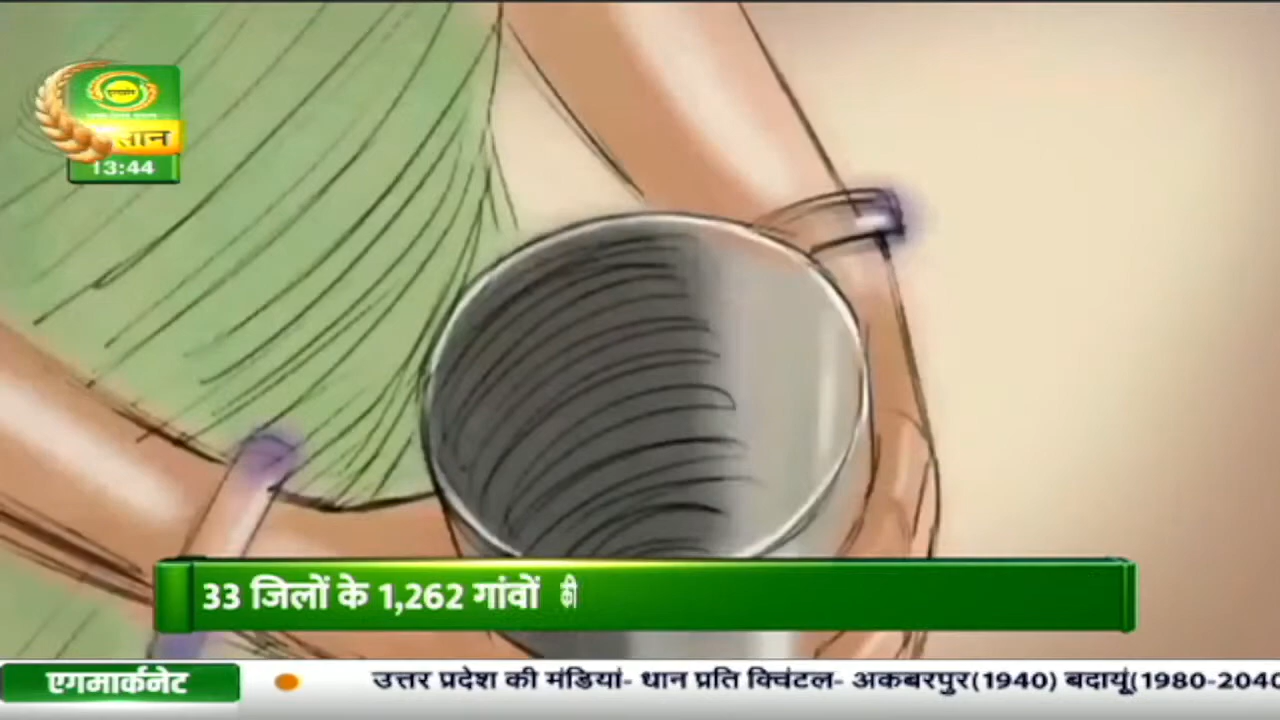 सान
13:44
33 जिलों के 1,262 गांवों की
एगमार्कनेट
उत्तर प्रदेश की मंडियां- धान प्रति क्विंटल- अकबरपुर(1940) बदायूं(1980-2040